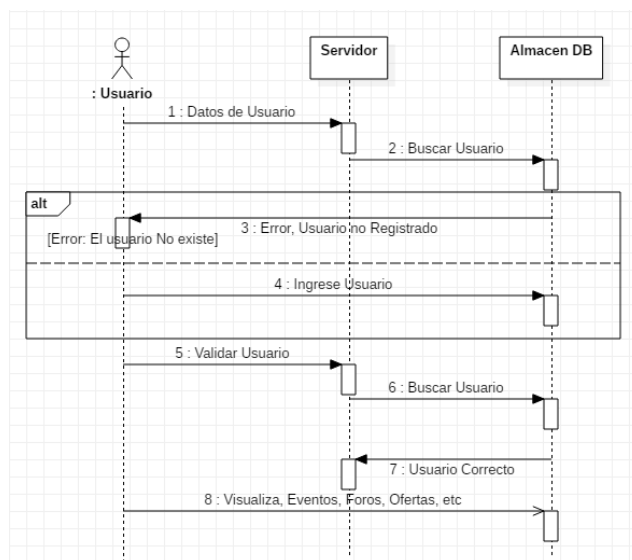 Servidor
Almacen DB
: Usuario
1 : Datos de Usuario
2 : Buscar Usuario
alt
3 : Error, Usuario no Registrado
[Error: El usuario No existe]
4 : Ingrese Usuario
5 : Validar Usuario
6 : Buscar Usuario
7 : Usuario Correcto
8 : Visualiza, Eventos, Foros, Ofertas, etc